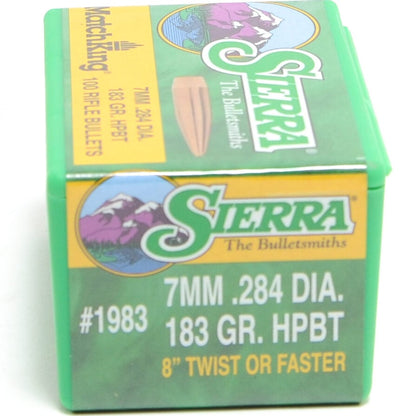 MatchKing®
7MM .284 DIA.
183 GR. HPBT
100 RIFLE BULLETS
SIERRA®
The Bulletsmiths
SIERRA®
The Bulletsmiths
#1983
7MM .284 DIA.
183 GR. HPBT
8" TWIST OR FASTER